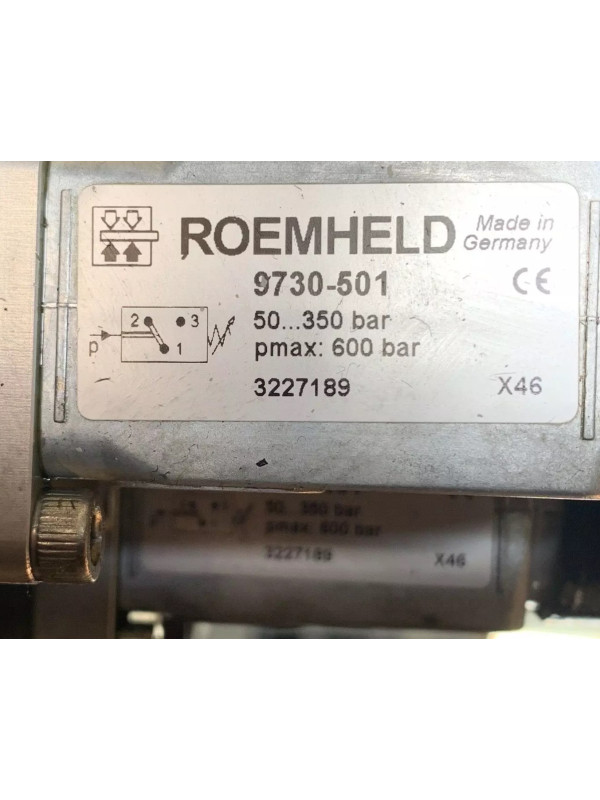 ROEMHELD
Made in
Germany
9730-501
CE
2 3
p 1
50...350 bar
pmax: 600 bar
3227189 X46
50...350 bar
pmax: 600 bar
3227189 X46